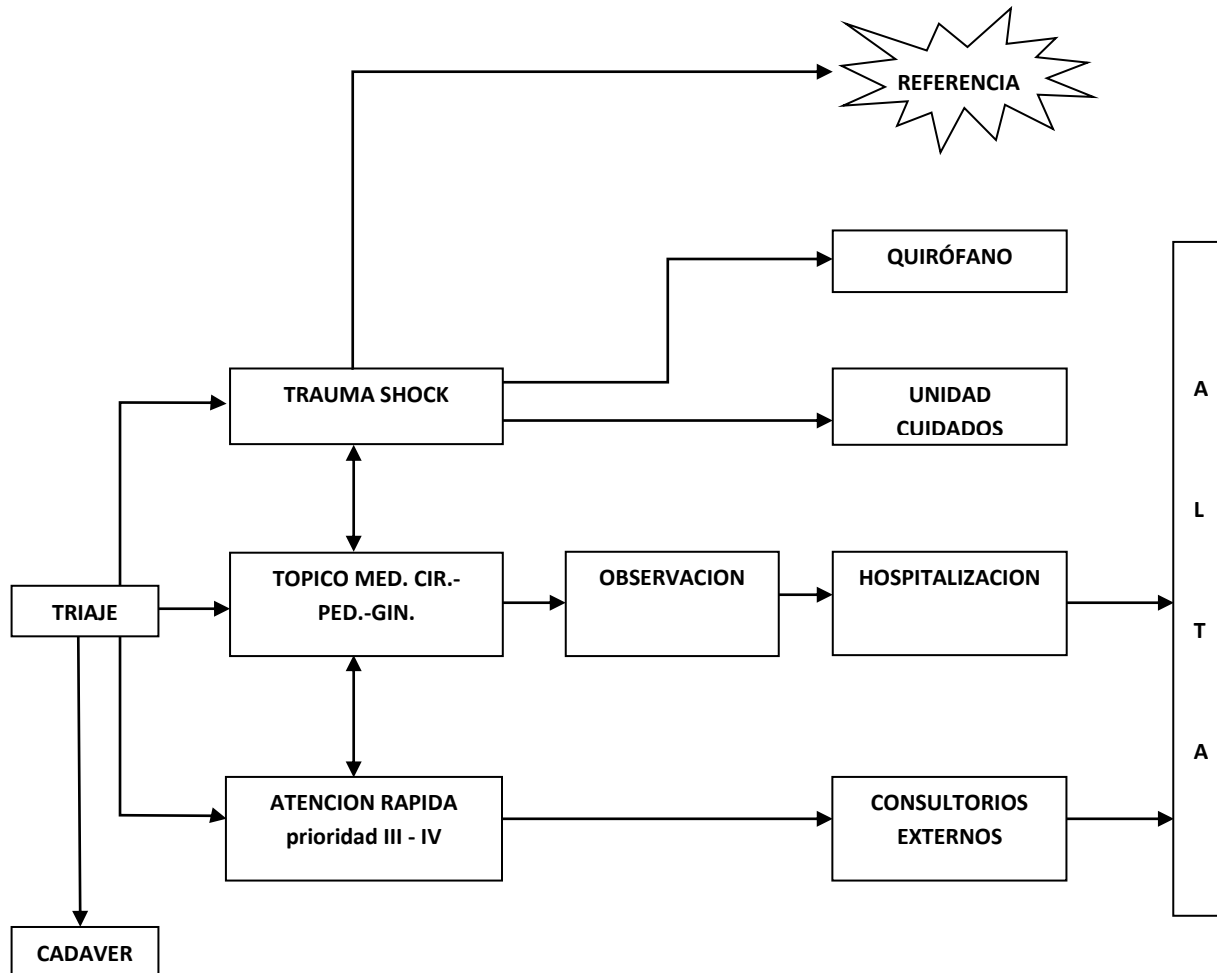 REFERENCIA
QUIRÓFANO
TRAUMA SHOCK
UNIDAD
CUIDADOS
TOPICO MED. CIR.-
PED.-GIN.
OBSERVACION
HOSPITALIZACION
TRIAJE
ATENCION RAPIDA
prioridad III - IV
CONSULTORIOS
EXTERNOS
CADAVER
A
L
T
A